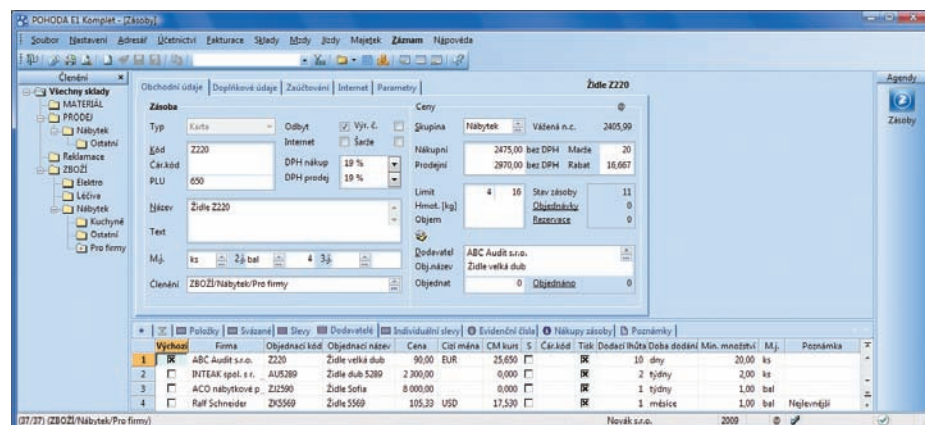 POHODA E1 Komplet - [Zásoby]
Soubor Nastavení Adresář Účetnictví Fakturace Sklady Mzdy Jízdy Majetek Záznam Nápověda
Členění
Všechny sklady
MATERIÁL
PRODEJ
Nábytek
Ostatní
Reklamace
ZBOŽÍ
Elektro
Léčiva
Nábytek
Kuchyně
Ostatní
Pro firmy
Obchodní údaje Doplňkové údaje Zaúčtování Internet Parametry
Židle Z220
Zásoba
Typ Karta Odbyt Výr. č.
Internet Šarže
Kód Z220
Čár.kód DPH nákup 19 %
PLU 650 DPH prodej 19 %
Název Židle Z220
Text
M.j. ks 2. bal 4 3.
Členění ZBOŽÍ/Nábytek/Pro firmy
Ceny @
Skupina Nábytek Vážená n.c. 2405,99
Nákupní 2475,00 bez DPH Marže 20
Prodejní 2970,00 bez DPH Rabat 16,667
Limit 4 16 Stav zásoby 11
Hmot. [kg] Objednávky 0
Objem Rezervace 0
Dodavatel ABC Audit s.r.o.
Obj.název Židle velká dub
Objednat 0 Objednáno 0
Agendy
Zásoby
Položky Svázané Slevy Dodavatelé Individuální slevy Evidenční čísla Nákupy zásoby Poznámky
Výchozí Firma Objednací kód Objednací název Cena Cizí měna CM kurs S Čár.kód Tisk Dodací lhůta Doba dodání Min. množství M.j. Poznámka
1 ABC Audit s.r.o. Z220 Židle velká dub 90,00 EUR 25,650 10 dny 20,00 ks
2 INTEAK spol. s r. AU5289 Židle dub 5289 2 300,00 0,000 2 týdny 2,00 ks
3 ACO nábytkové p ZJ2590 Židle Sofia 8 000,00 0,000 1 týdny 1,00 bal
4 Ralf Schneider ZK5569 Židle 5569 105,33 USD 17,530 1 měsíce 1,00 bal Nejlevnější
(37/37) (ZBOŽÍ/Nábytek/Pro firmy) Novák s.r.o. 2009 @